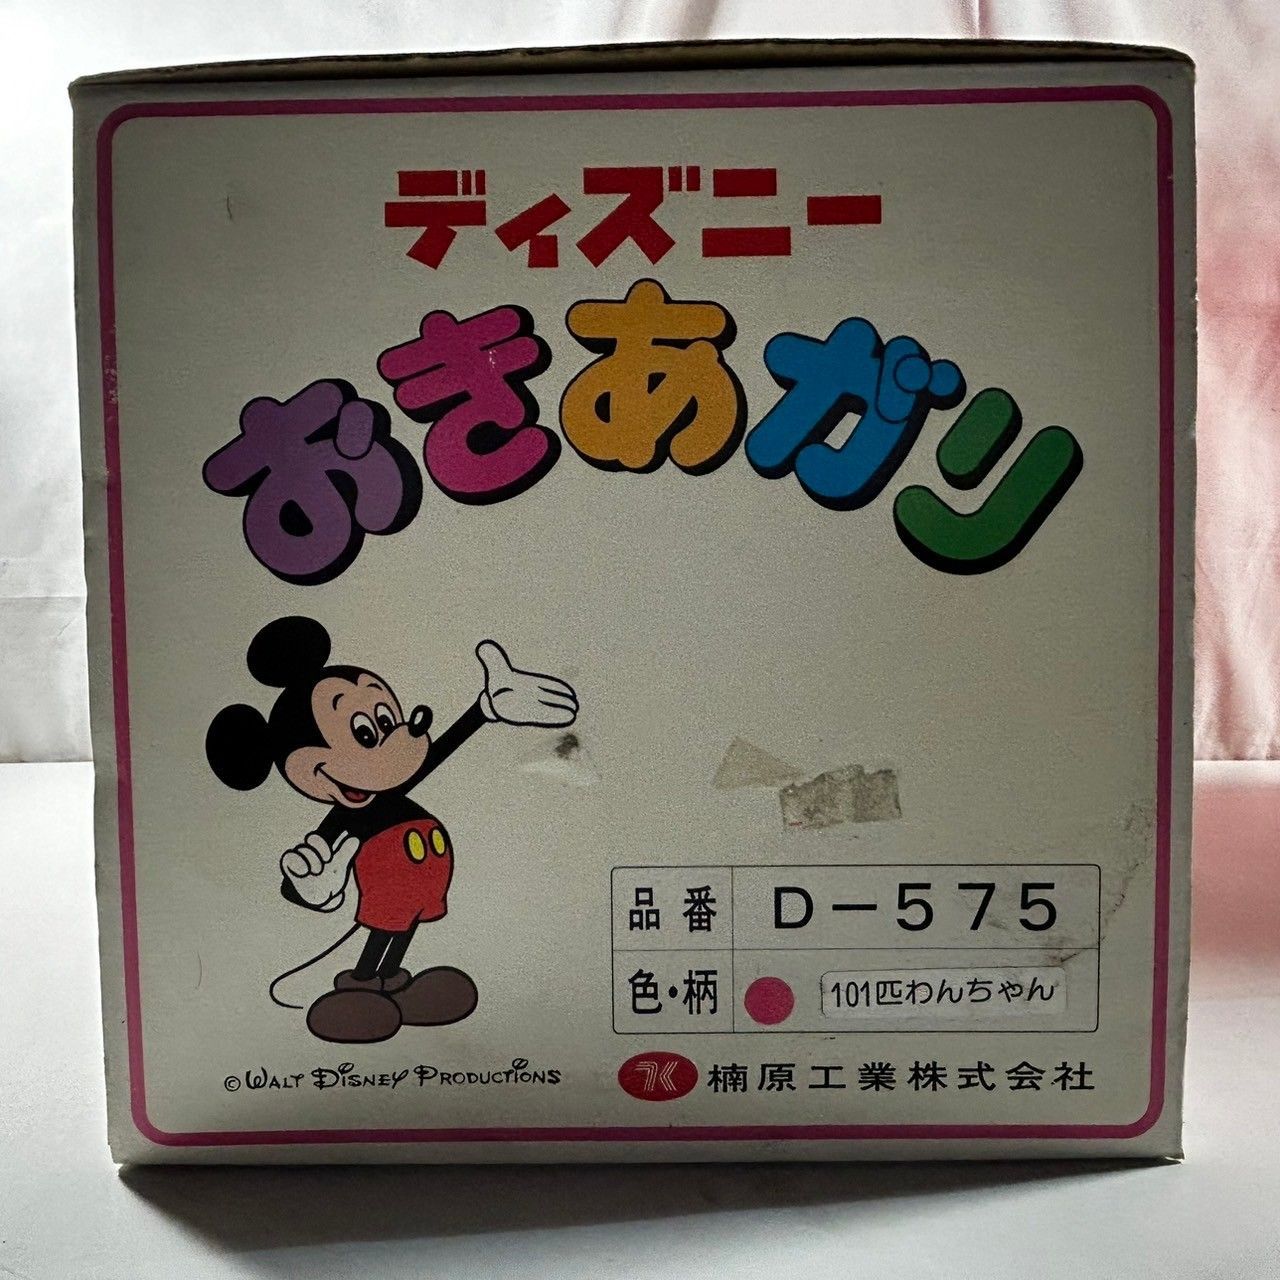 ディズニー
おきあがり
品番 D-575
色・柄 101匹わんちゃん
© WALT DISNEY PRODUCTIONS
楠原工業株式会社